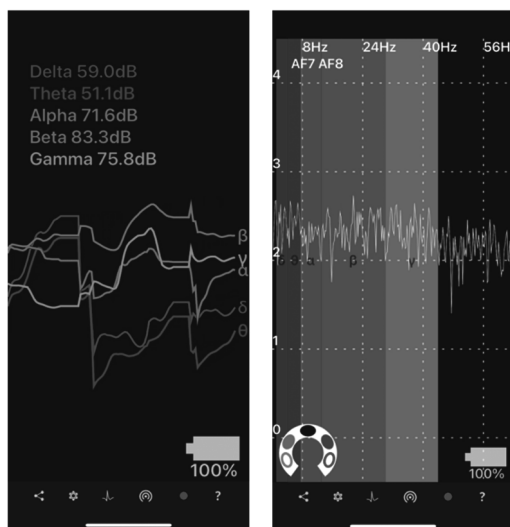 Delta 59.0dB
Theta 51.1dB
Alpha 71.6dB
Beta 83.3dB
Gamma 75.8dB
β
γ
α
δ
θ
100%
?
8Hz 24Hz 40Hz 56H
AF7 AF8
4
3
2
δ θ α β γ
1
0
100%
?